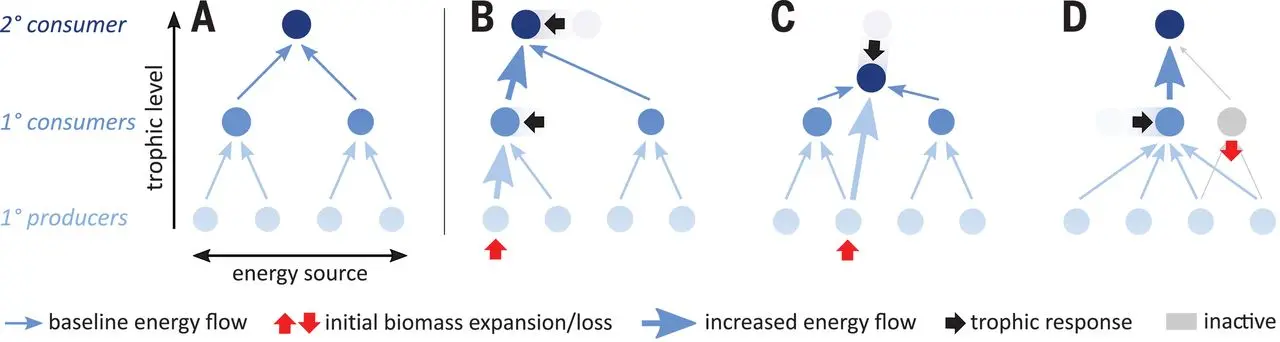 A
B
C
D
2° consumer
1° consumers
1° producers
trophic level
energy source
baseline energy flow
initial biomass expansion/loss
increased energy flow
trophic response
inactive